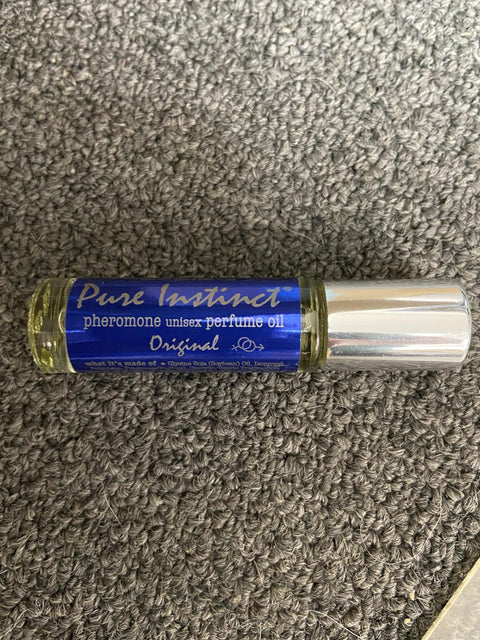 Pure Instinct®
pheromone unisex perfume oil
Original
what it's made of Glycine Soja (Soybean) Oil, Isopropyl